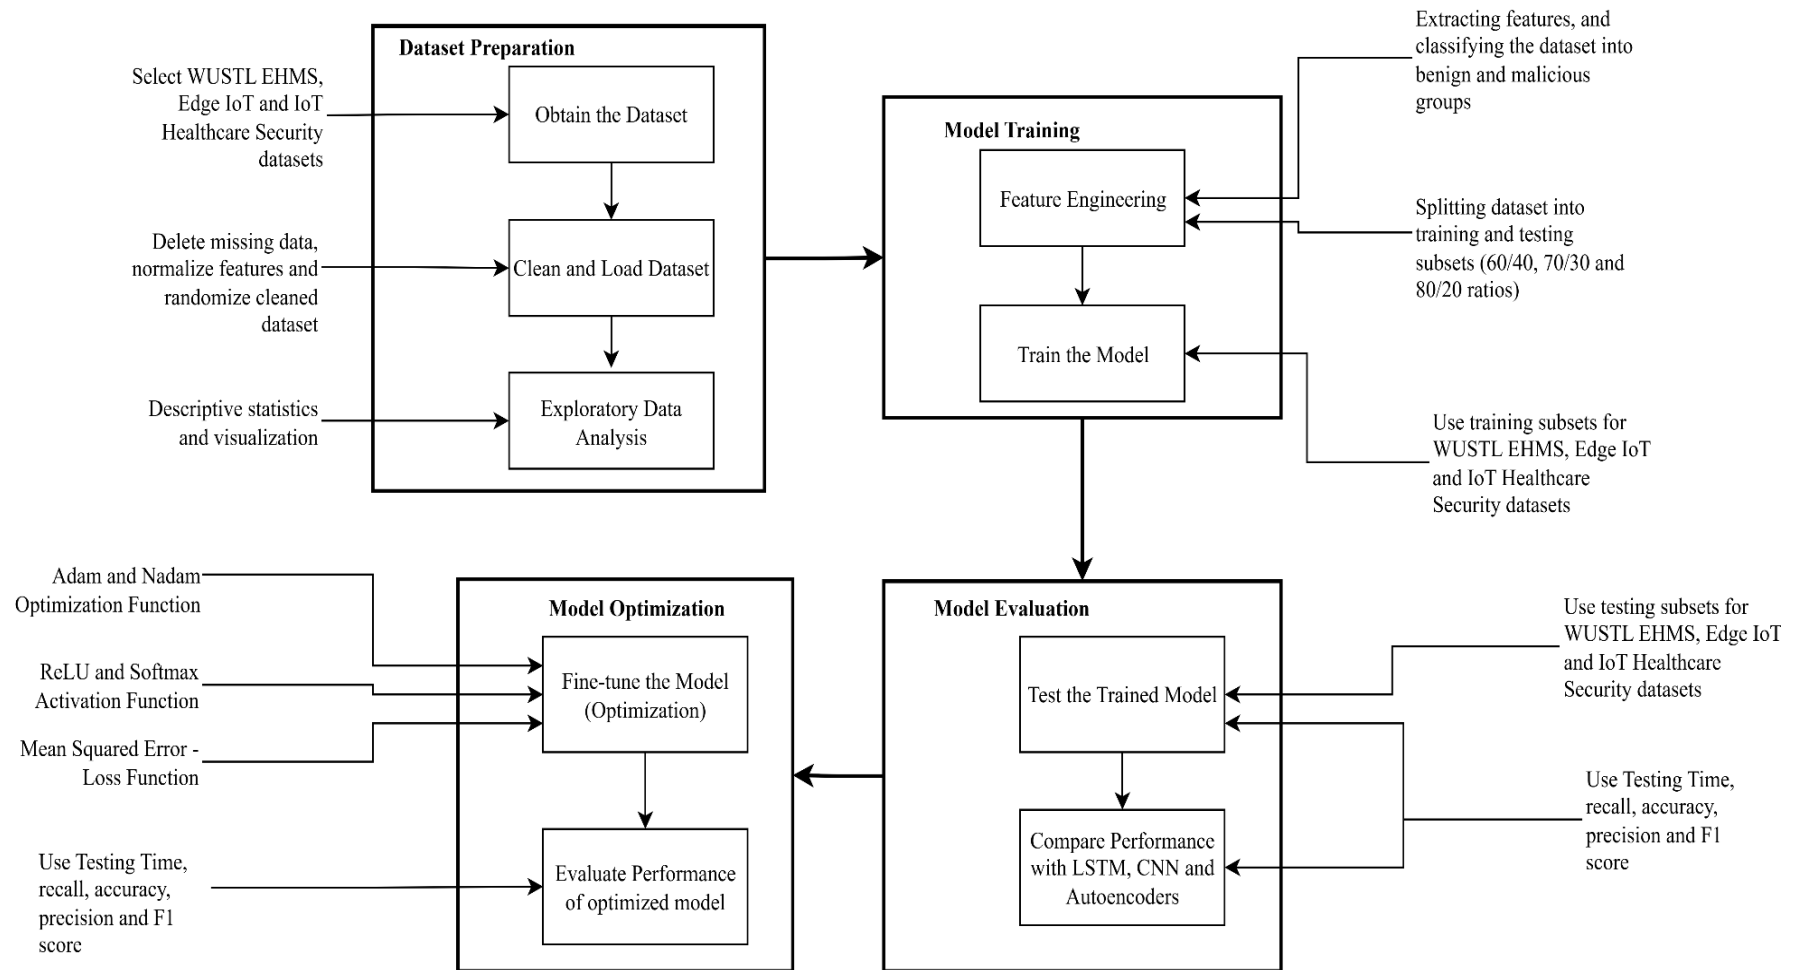 Dataset Preparation
Select WUSTL EHMS,
Edge IoT and IoT
Healthcare Security
datasets
Obtain the Dataset
Delete missing data,
normalize features and
randomize cleaned
dataset
Clean and Load Dataset
Descriptive statistics
and visualization
Exploratory Data
Analysis
Extracting features, and
classifying the dataset into
benign and malicious
groups
Model Training
Feature Engineering
Splitting dataset into
training and testing
subsets (60/40, 70/30 and
80/20 ratios)
Train the Model
Use training subsets for
WUSTL EHMS, Edge IoT
and IoT Healthcare
Security datasets
Adam and Nadam
Optimization Function
ReLU and Softmax
Activation Function
Mean Squared Error -
Loss Function
Use Testing Time,
recall, accuracy,
precision and F1
score
Model Optimization
Fine-tune the Model
(Optimization)
Evaluate Performance
of optimized model
Model Evaluation
Test the Trained Model
Compare Performance
with LSTM, CNN and
Autoencoders
Use testing subsets for
WUSTL EHMS, Edge IoT
and IoT Healthcare
Security datasets
Use Testing Time,
recall, accuracy,
precision and F1
score